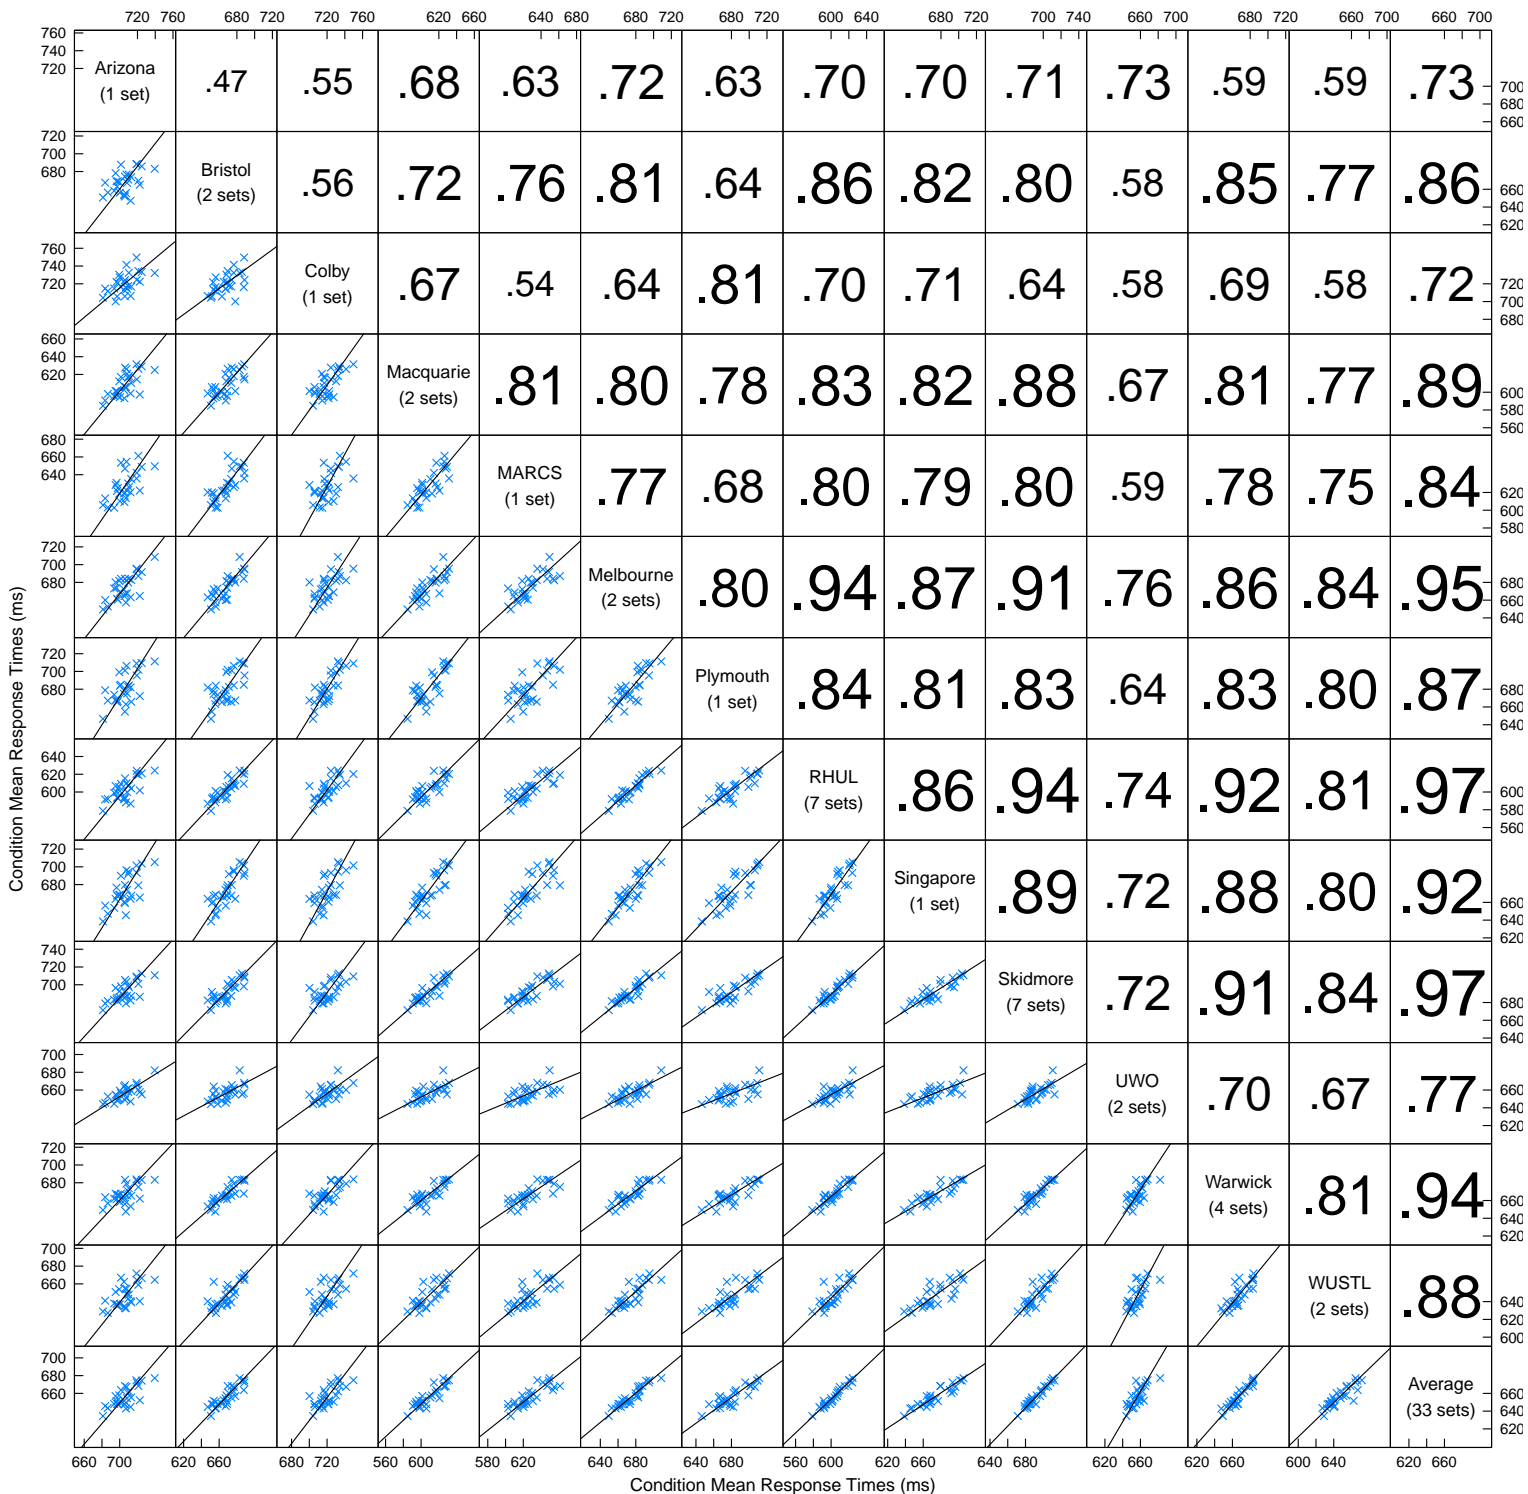 720 760 680 720 720 760 620 660 640 680 680 720 680 720 600 640 680 720 700 740 660 700 680 720 660 700 660 700
760
740
720
Arizona
(1 set)
.47 .55 .68 .63 .72 .63 .70 .70 .71 .73 .59 .59 .73
700
680
660
720
700
680
Bristol
(2 sets)
.56 .72 .76 .81 .64 .86 .82 .80 .58 .85 .77 .86
660
640
620
760
740
720
Colby
(1 set)
.67 .54 .64 .81 .70 .71 .64 .58 .69 .58 .72
720
700
680
660
640
620
Macquarie
(2 sets)
.81 .80 .78 .83 .82 .88 .67 .81 .77 .89
600
580
560
680
660
640
MARCS
(1 set)
.77 .68 .80 .79 .80 .59 .78 .75 .84
620
600
580
720
700
680
Melbourne
(2 sets)
.80 .94 .87 .91 .76 .86 .84 .95
680
660
640
720
700
680
Plymouth
(1 set)
.84 .81 .83 .64 .83 .80 .87
680
660
640
640
620
600
RHUL
(7 sets)
.86 .94 .74 .92 .81 .97
600
580
560
720
700
680
Singapore
(1 set)
.89 .72 .88 .80 .92
660
640
620
740
720
700
Skidmore
(7 sets)
.72 .91 .84 .97
680
660
640
700
680
660
UWO
(2 sets)
.70 .67 .77
660
640
620
720
700
680
Warwick
(4 sets)
.81 .94
660
640
620
700
680
660
WUSTL
(2 sets)
.88
640
620
600
700
680
660
Average
(33 sets)
660
640
620
660 700 620 660 680 720 560 600 580 620 640 680 640 680 560 600 620 660 640 680 620 660 620 660 600 640 620 660
Condition Mean Response Times (ms)
Condition Mean Response Times (ms)